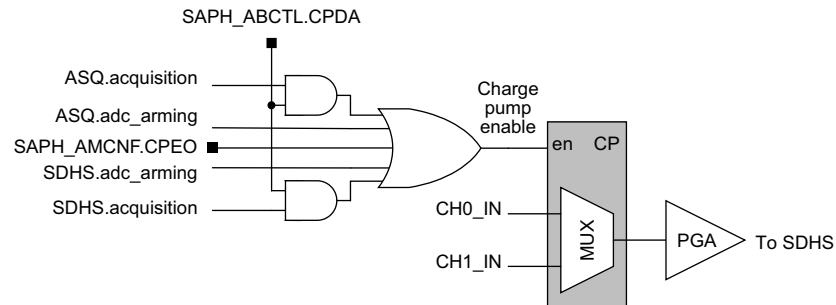 SAPH_ABCTL.CPDA
ASQ.acquisition
ASQ.adc_arming
SAPH_AMCNF.CPEO
SDHS.adc_arming
SDHS.acquisition
Charge
pump
enable
en CP
CH0_IN
CH1_IN
MUX
PGA
To SDHS